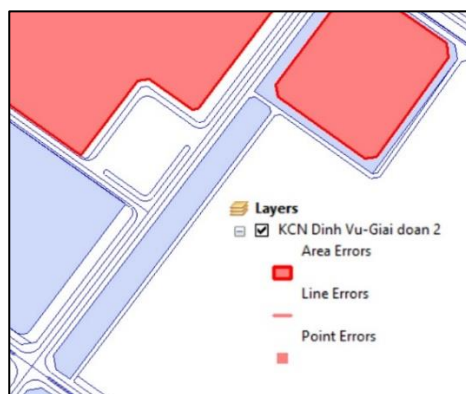 Layers
KCN Dinh Vu-Giai doan 2
Area Errors
Line Errors
Point Errors